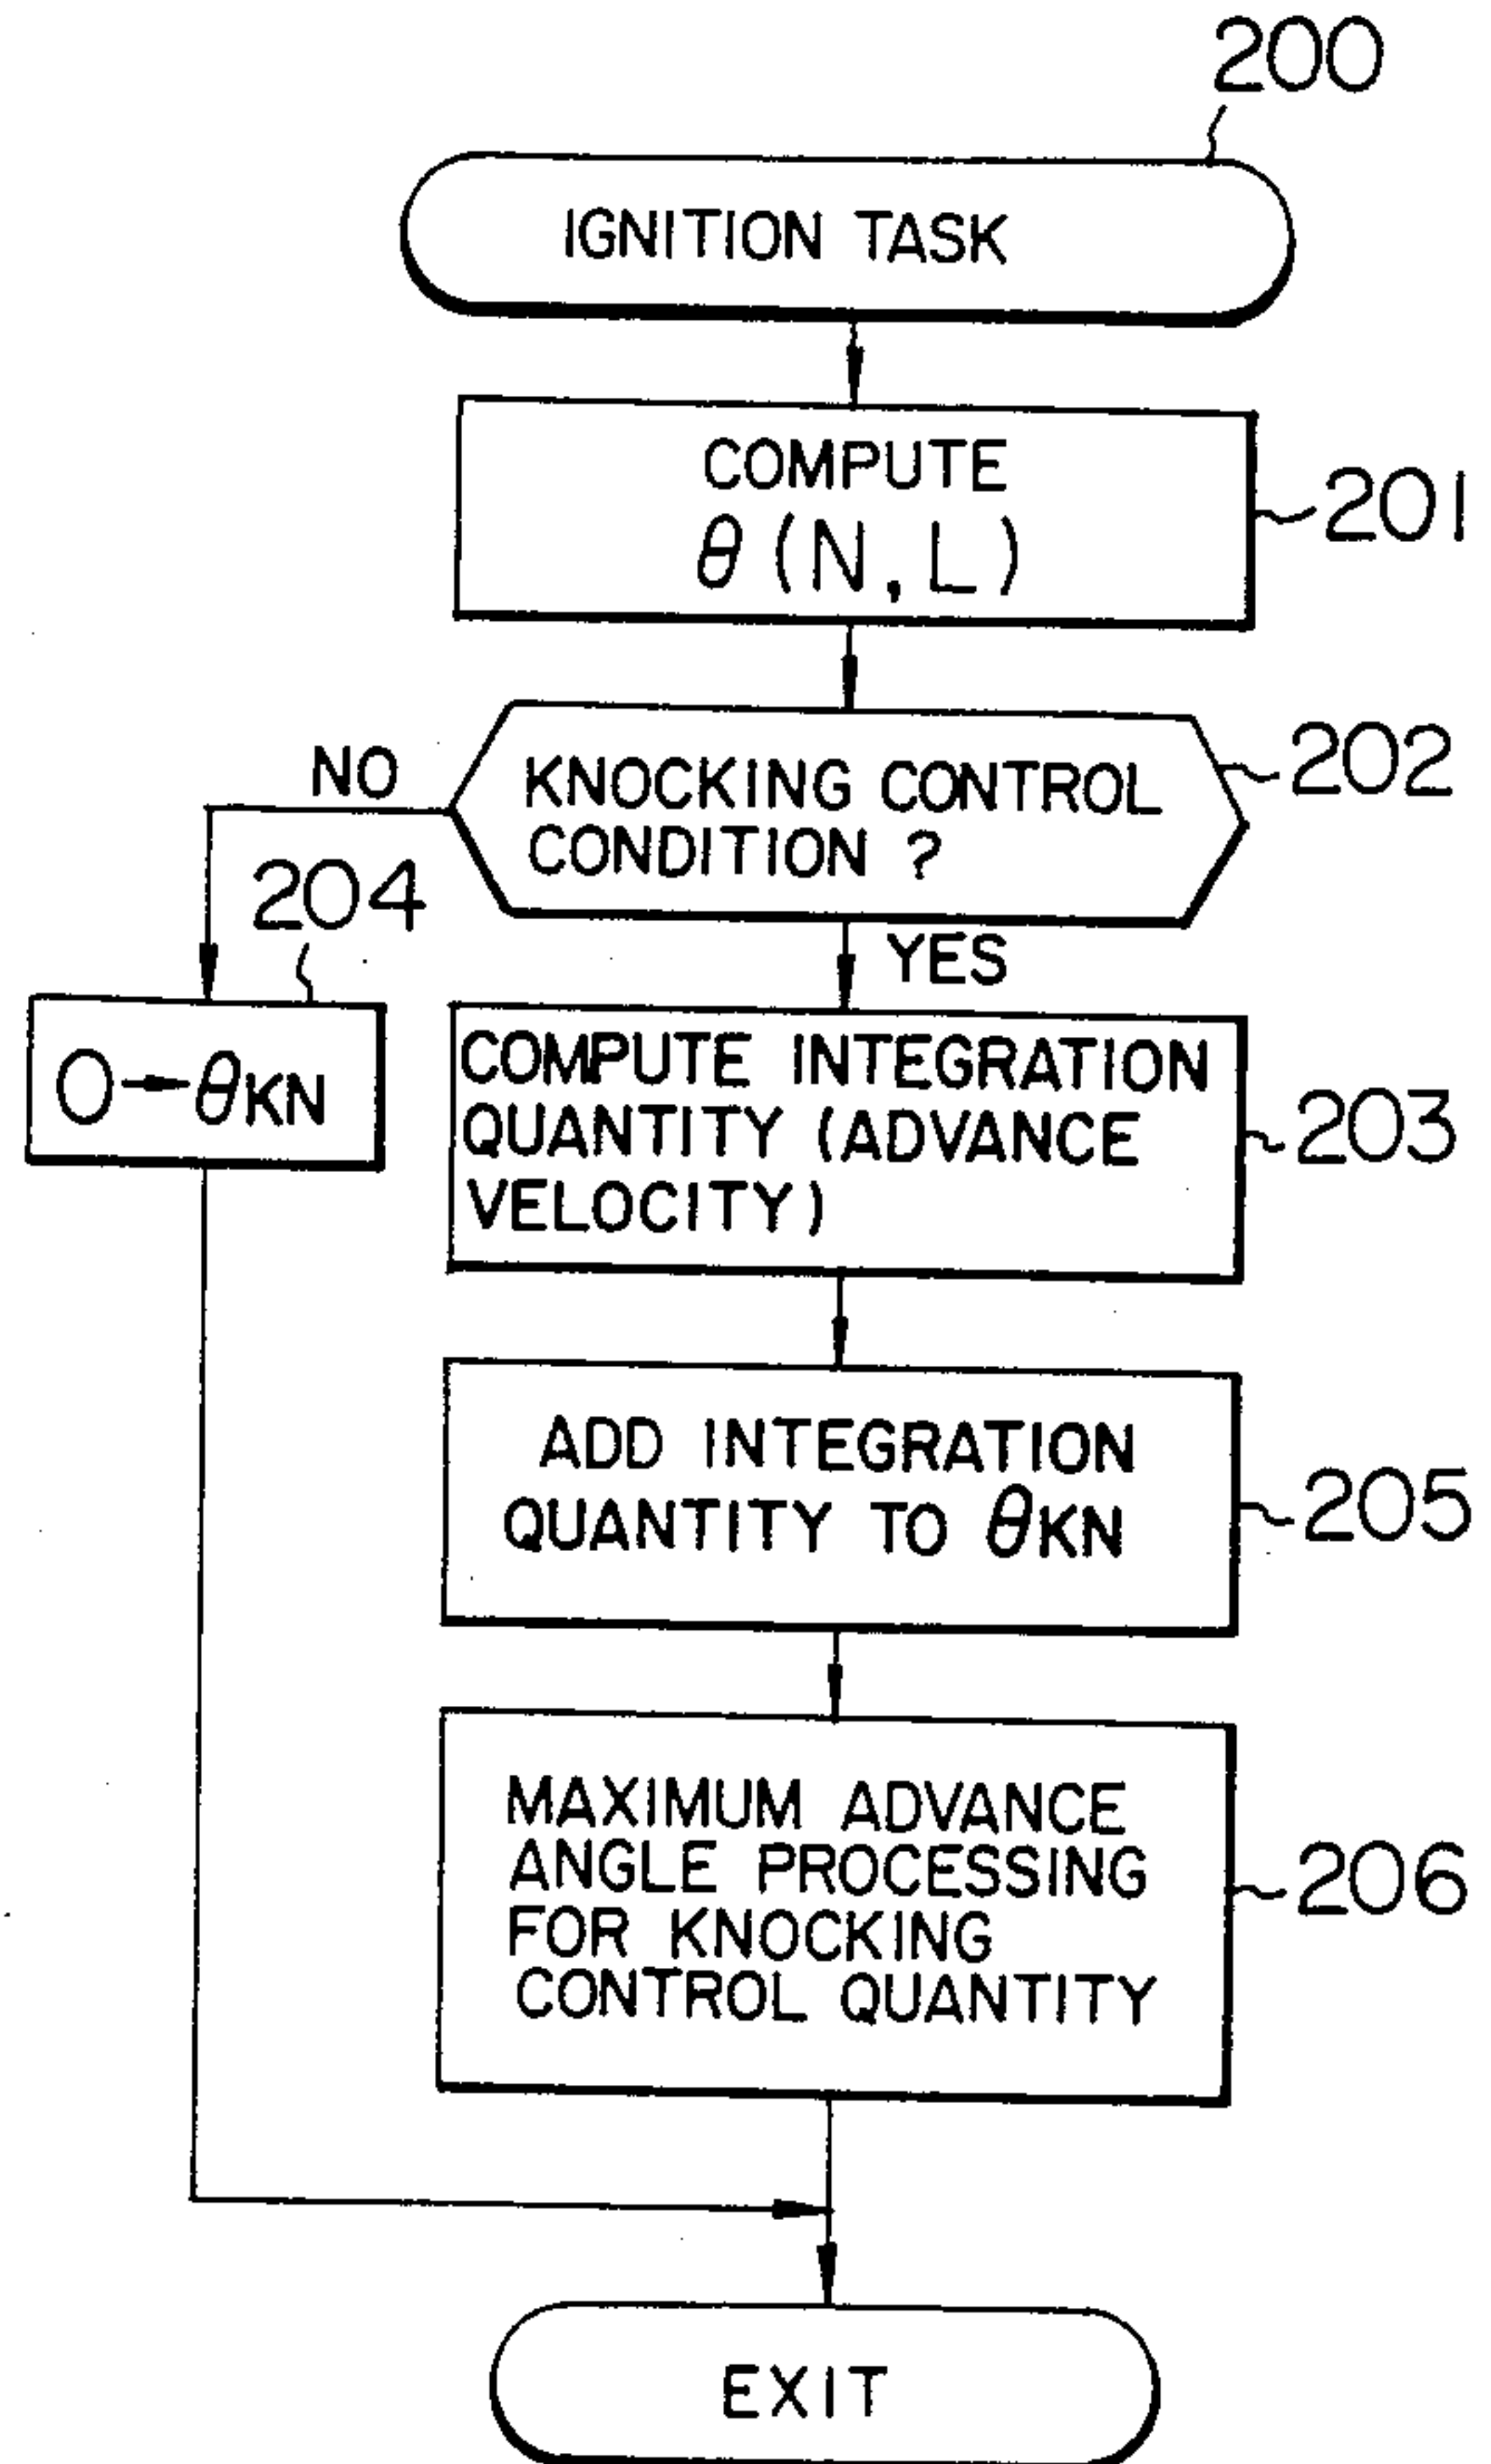 200
IGNITION TASK
COMPUTE
θ (N, L)
201
NO
KNOCKING CONTROL
CONDITION ?
202
204
YES
O→θKN
COMPUTE INTEGRATION
QUANTITY (ADVANCE
VELOCITY)
203
ADD INTEGRATION
QUANTITY TO θKN
205
MAXIMUM ADVANCE
ANGLE PROCESSING
FOR KNOCKING
CONTROL QUANTITY
206
EXIT